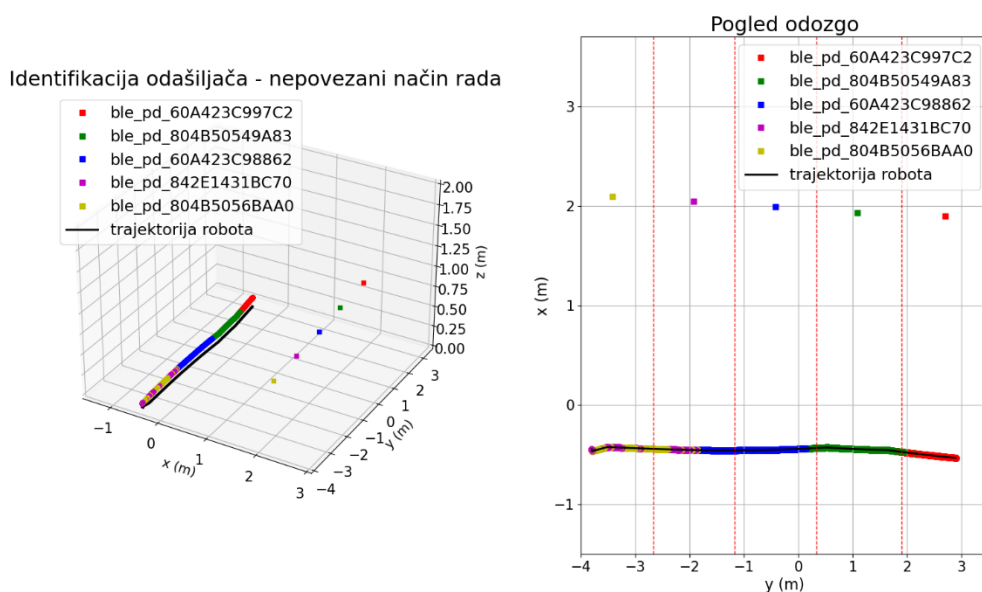 Identifikacija odašiljača - nepovezani način rada
ble_pd_60A423C997C2
ble_pd_804B50549A83
ble_pd_60A423C98862
ble_pd_842E1431BC70
ble_pd_804B5056BAA0
trajektorija robota
2.00
1.75
1.50
1.25
1.00
0.75
0.50
0.25
0.00
z (m)
3
2
1
0
−1
−2
−3
−4
y (m)
−1
0
1
2
3
x (m)
Pogled odozgo
ble_pd_60A423C997C2
ble_pd_804B50549A83
ble_pd_60A423C98862
ble_pd_842E1431BC70
ble_pd_804B5056BAA0
trajektorija robota
3
2
1
0
−1
x (m)
−4 −3 −2 −1 0 1 2 3
y (m)